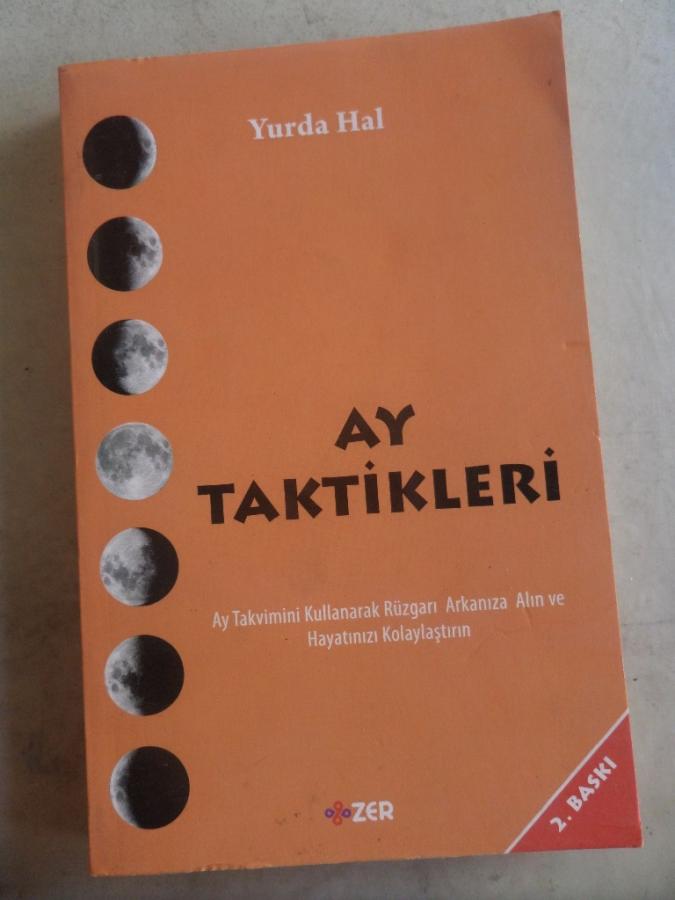 Yurda Hal
AY
TAKTİKLERİ
Ay Takvimini Kullanarak Rüzgarı Arkanıza Alın ve
Hayatınızı Kolaylaştırın
2. BASKI
ZER